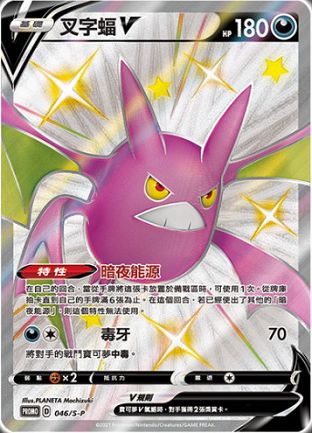 基礎 叉字蝠V HP 180
特性 暗夜能源
在自己的回合，當從手牌將這張卡放置於備戰區時，可使用1次。從牌庫
抽卡直到自己的手牌滿6張為止。在這個回合，若已經使出了其他的「暗
夜能源」，則這個特性無法使用。
毒牙 70
將對手的戰鬥寶可夢中毒。
弱點 ×2 抵抗力 撤退
V規則
寶可夢V氣絕時，對手獲得2張獎賞卡。
Illus. PLANETA Mochizuki
PROMO D 046/S-P
©2021 Pokémon/Nintendo/Creatures/GAME FREAK.